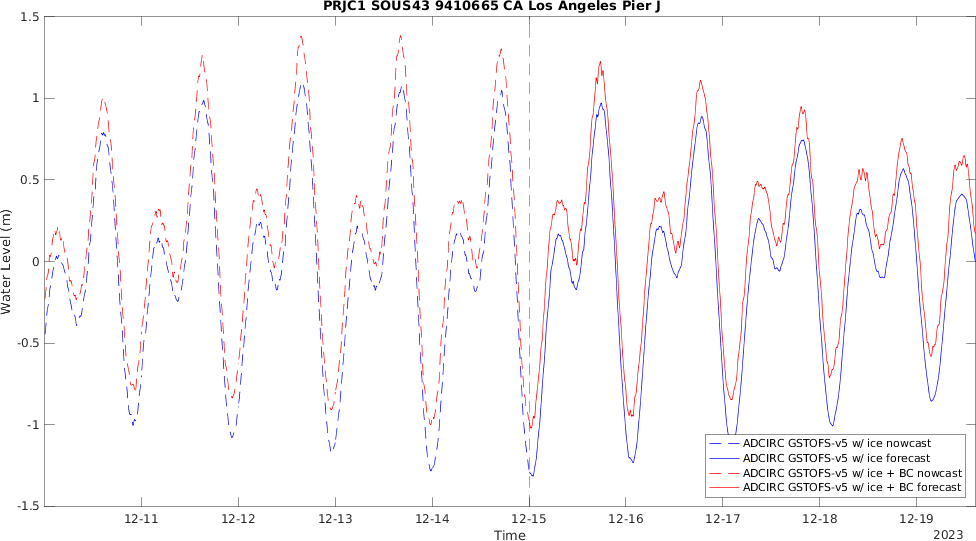 PRJC1 SOUS43 9410665 CA Los Angeles Pier J
Water Level (m)
1.5
1
0.5
0
-0.5
-1
-1.5
12-11 12-12 12-13 12-14 12-15 12-16 12-17 12-18 12-19
Time
2023
ADCIRC GSTOFS-v5 w/ ice nowcast
ADCIRC GSTOFS-v5 w/ ice forecast
ADCIRC GSTOFS-v5 w/ ice + BC nowcast
ADCIRC GSTOFS-v5 w/ ice + BC forecast